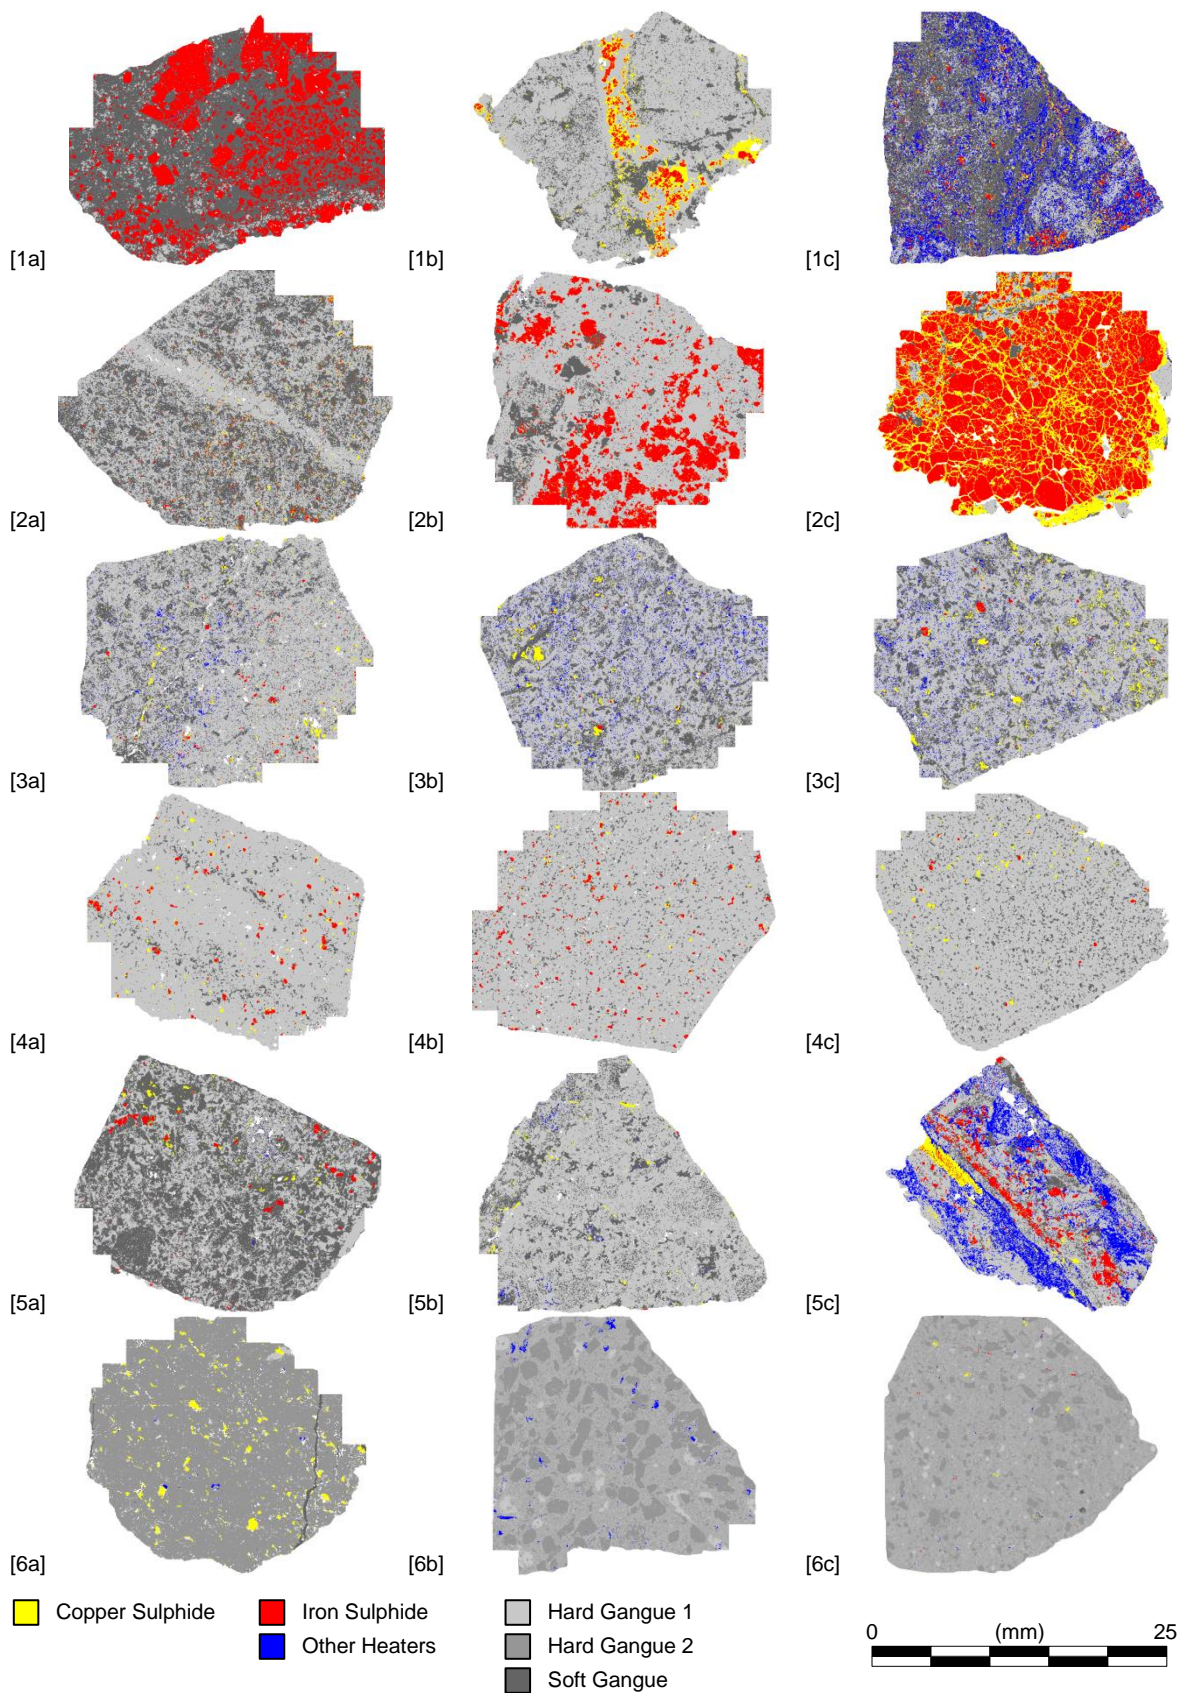 [1a] [1b] [1c]
[2a] [2b] [2c]
[3a] [3b] [3c]
[4a] [4b] [4c]
[5a] [5b] [5c]
[6a] [6b] [6c]
Copper Sulphide Iron Sulphide Hard Gangue 1 0 (mm) 25
Other Heaters Hard Gangue 2
Soft Gangue